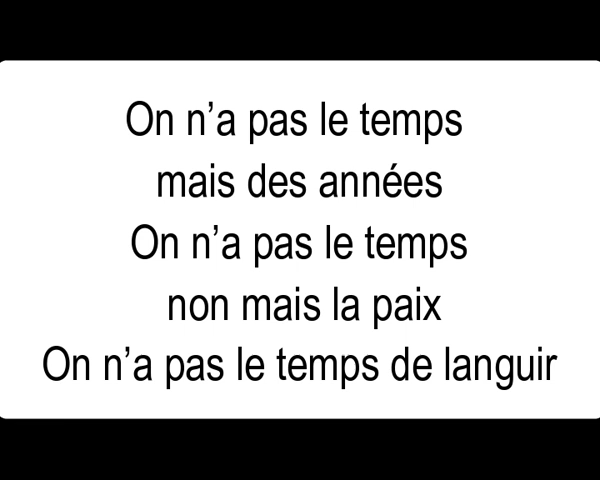 On n’a pas le temps
mais des années
On n’a pas le temps
non mais la paix
On n’a pas le temps de languir